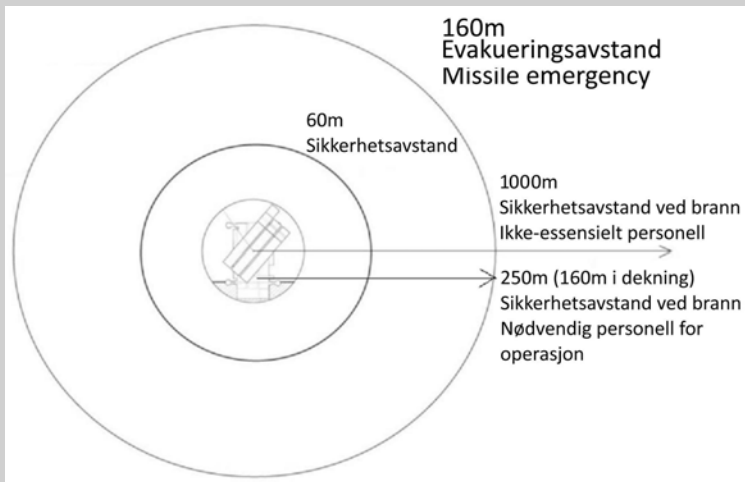 160m
Evakueringsavstand
Missile emergency
60m
Sikkerhetsavstand
1000m
Sikkerhetsavstand ved brann
Ikke-essensielt personell
250m (160m i dekning)
Sikkerhetsavstand ved brann
Nødvendig personell for
operasjon